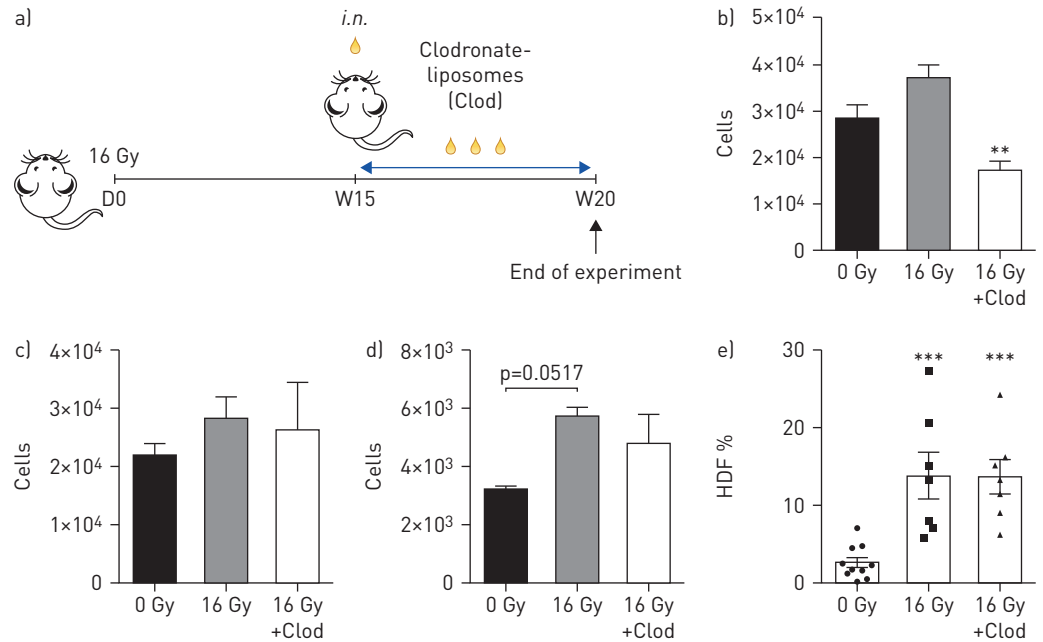 a)
i.n.
Clodronate-
liposomes
(Clod)
16 Gy
D0
W15
W20
End of experiment
b)
5×10⁴
4×10⁴
3×10⁴
2×10⁴
1×10⁴
0
Cells
**
0 Gy
16 Gy
16 Gy
+Clod
c)
4×10⁴
3×10⁴
2×10⁴
1×10⁴
0
Cells
0 Gy
16 Gy
16 Gy
+Clod
d)
8×10³
6×10³
4×10³
2×10³
0
Cells
p=0.0517
0 Gy
16 Gy
16 Gy
+Clod
e)
30
20
10
0
HDF %
***
***
0 Gy
16 Gy
16 Gy
+Clod